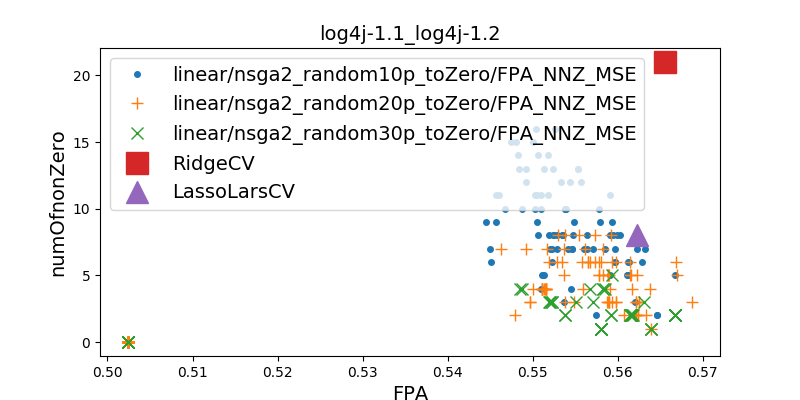 log4j-1.1_log4j-1.2
linear/nsga2_random10p_toZero/FPA_NNZ_MSE
linear/nsga2_random20p_toZero/FPA_NNZ_MSE
linear/nsga2_random30p_toZero/FPA_NNZ_MSE
RidgeCV
LassoLarsCV
numOfnonZero
20
15
10
5
0
0.50 0.51 0.52 0.53 0.54 0.55 0.56 0.57
FPA